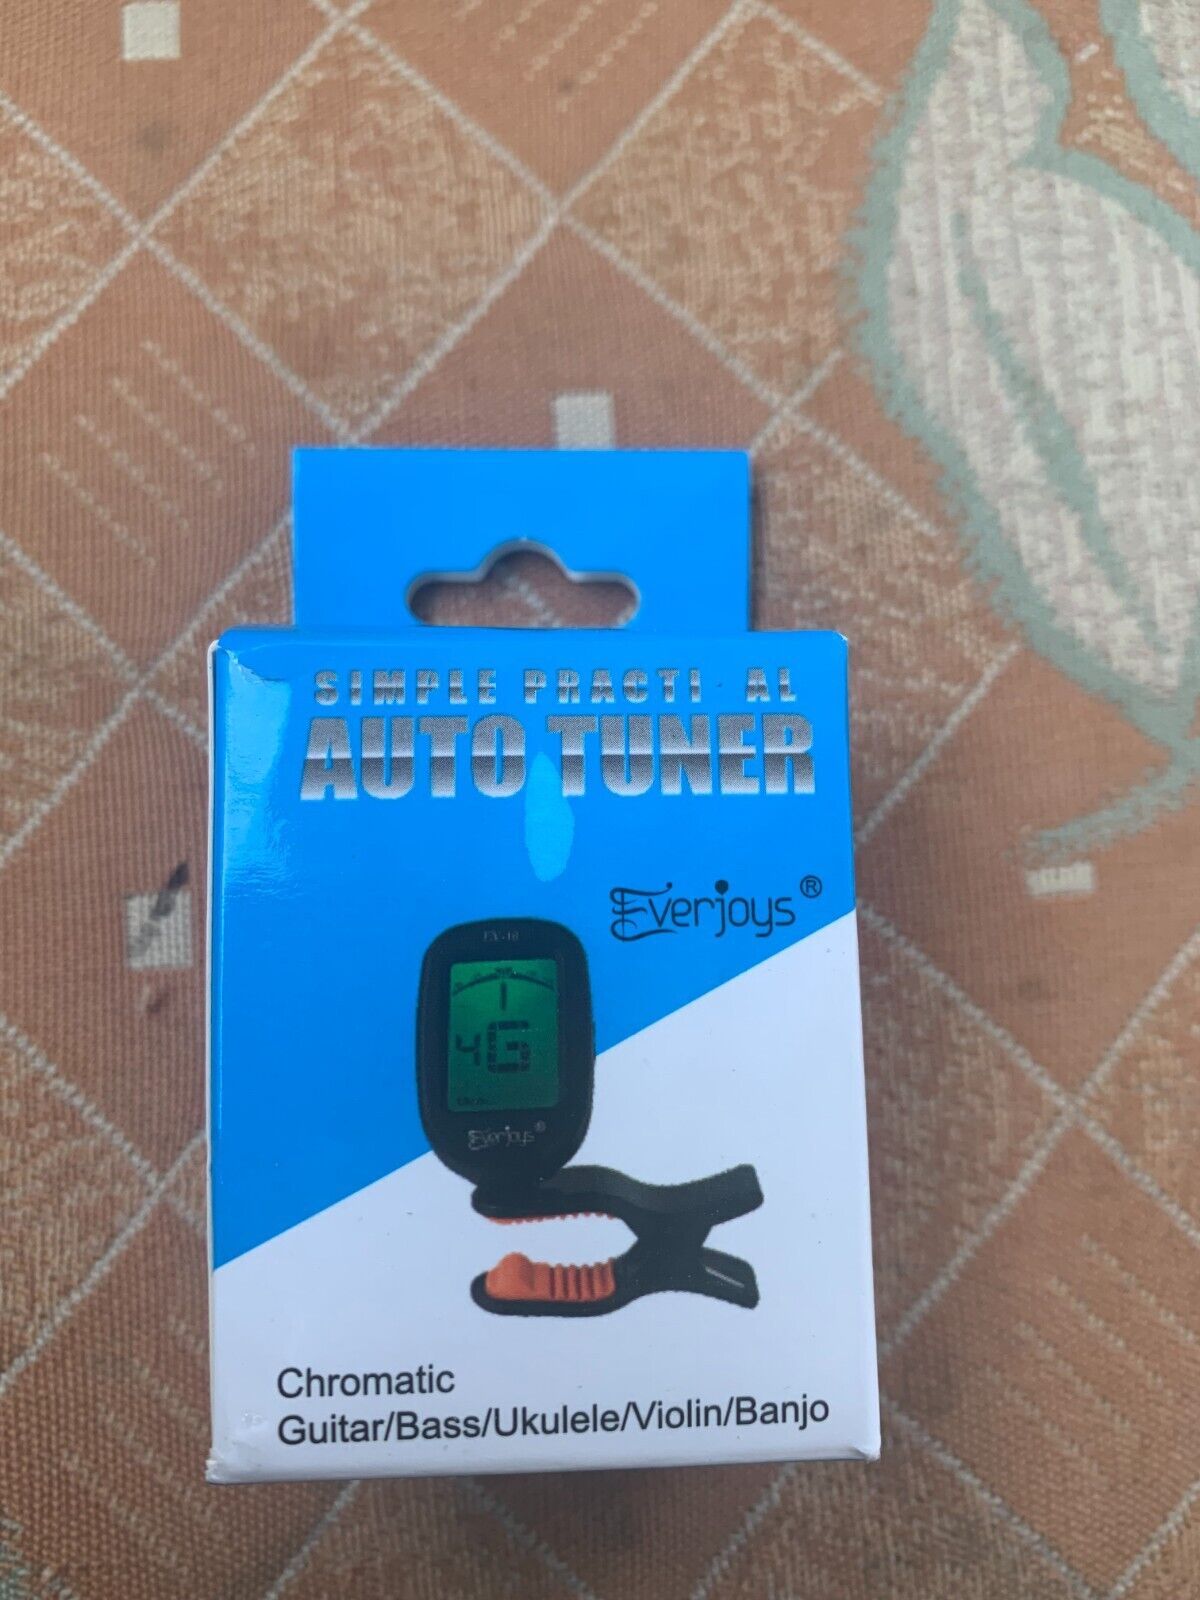 SIMPLE PRACTI AL
AUTO TUNER
Everjoys®
4G
Everjoys®
Chromatic
Guitar/Bass/Ukulele/Violin/Banjo